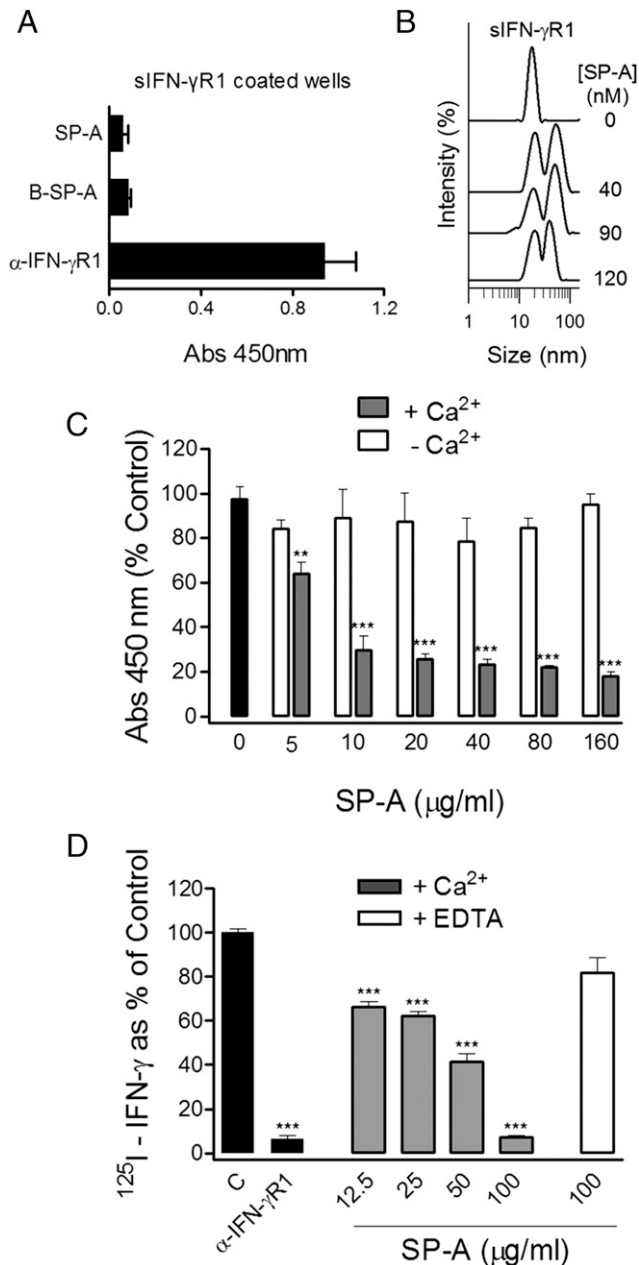 A
sIFN-γR1 coated wells
SP-A
B-SP-A
α-IFN-γR1
0.0 0.4 0.8 1.2
Abs 450nm
B
sIFN-γR1
[SP-A]
(nM)
0
40
90
120
Intensity (%)
1 10 100
Size (nm)
C
+ Ca²⁺
- Ca²⁺
Abs 450 nm (% Control)
120
100
80
60
40
20
0
**
***
***
***
***
***
0 5 10 20 40 80 160
SP-A (μg/ml)
D
+ Ca²⁺
+ EDTA
¹²⁵I - IFN-γ as % of Control
120
100
80
60
40
20
0
***
***
***
***
***
C
α-IFN-γR1
12.5
25
50
100
100
SP-A (μg/ml)